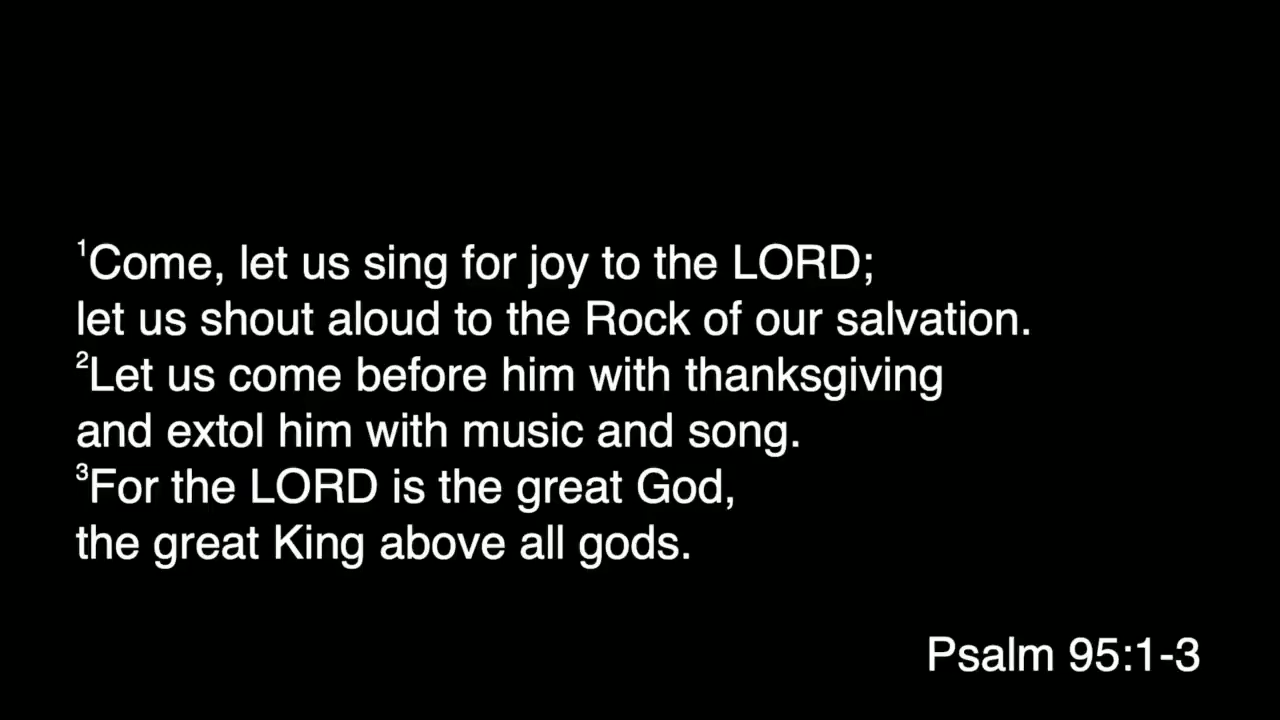 ¹Come, let us sing for joy to the LORD;
let us shout aloud to the Rock of our salvation.
²Let us come before him with thanksgiving
and extol him with music and song.
³For the LORD is the great God,
the great King above all gods.
Psalm 95:1-3